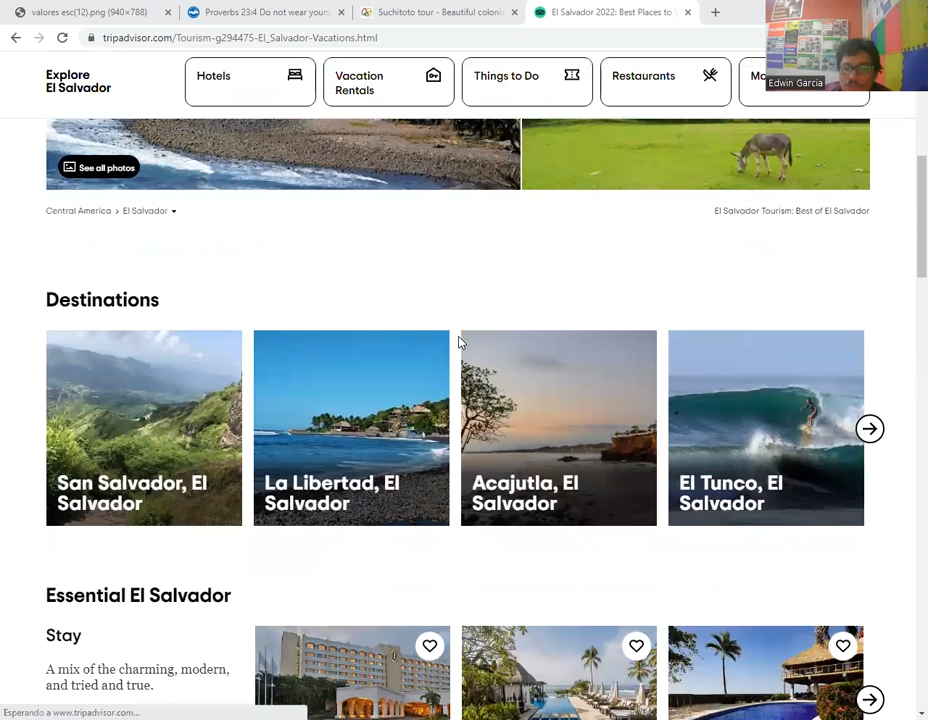 valores esc(12).png (940×788)
Proverbs 23:4 Do not wear yours
Suchitoto tour - Beautiful coloni
El Salvador 2022: Best Places to V
tripadvisor.com/Tourism-g294475-El_Salvador-Vacations.html
Edwin Garcia
Explore
El Salvador
Hotels
Vacation
Rentals
Things to Do
Restaurants
See all photos
Central America > El Salvador
El Salvador Tourism: Best of El Salvador
Destinations
San Salvador, El
Salvador
La Libertad, El
Salvador
Acajutla, El
Salvador
El Tunco, El
Salvador
Essential El Salvador
Stay
A mix of the charming, modern,
and tried and true.
Esperando a www.tripadvisor.com...